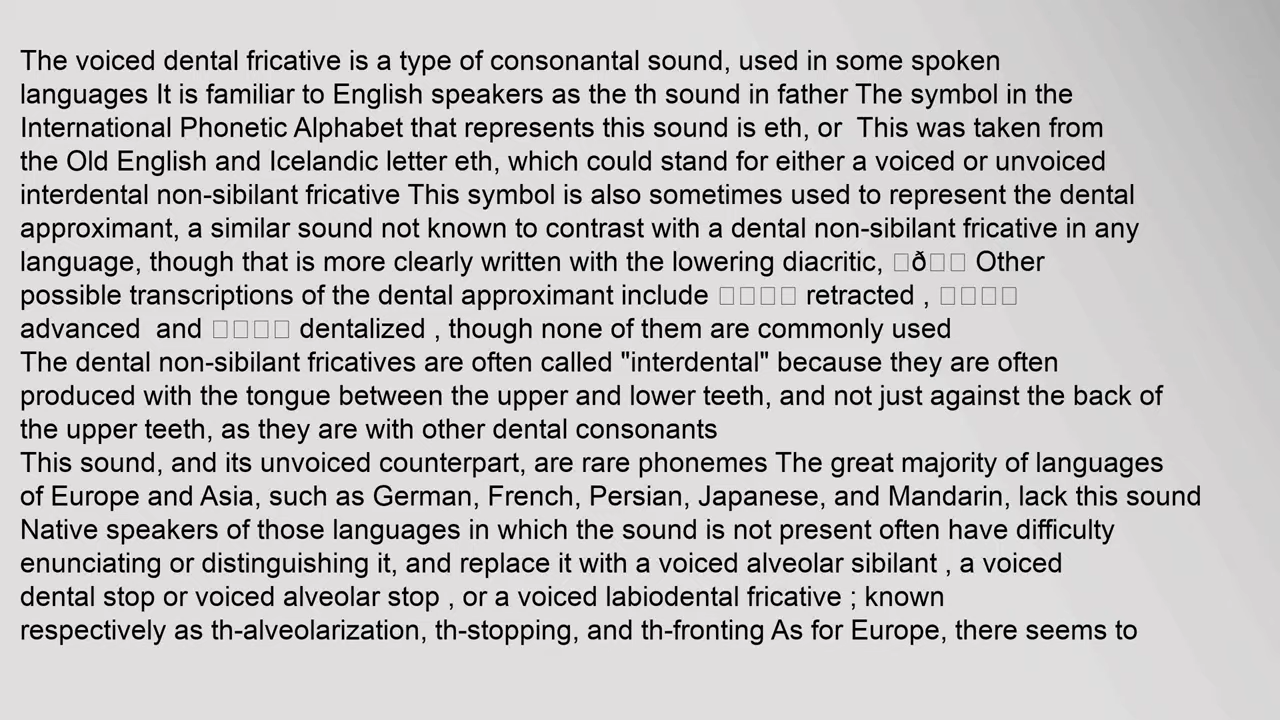 The voiced dental fricative is a type of consonantal sound, used in some spoken
languages It is familiar to English speakers as the th sound in father The symbol in the
International Phonetic Alphabet that represents this sound is eth, or  This was taken from
the Old English and Icelandic letter eth, which could stand for either a voiced or unvoiced
interdental non-sibilant fricative This symbol is also sometimes used to represent the dental
approximant, a similar sound not known to contrast with a dental non-sibilant fricative in any
language, though that is more clearly written with the lowering diacritic, □ð□□ Other
possible transcriptions of the dental approximant include □□□□ retracted , □□□□
advanced  and □□□□ dentalized , though none of them are commonly used
The dental non-sibilant fricatives are often called "interdental" because they are often
produced with the tongue between the upper and lower teeth, and not just against the back of
the upper teeth, as they are with other dental consonants
This sound, and its unvoiced counterpart, are rare phonemes The great majority of languages
of Europe and Asia, such as German, French, Persian, Japanese, and Mandarin, lack this sound
Native speakers of those languages in which the sound is not present often have difficulty
enunciating or distinguishing it, and replace it with a voiced alveolar sibilant , a voiced
dental stop or voiced alveolar stop , or a voiced labiodental fricative ; known
respectively as th-alveolarization, th-stopping, and th-fronting As for Europe, there seems to